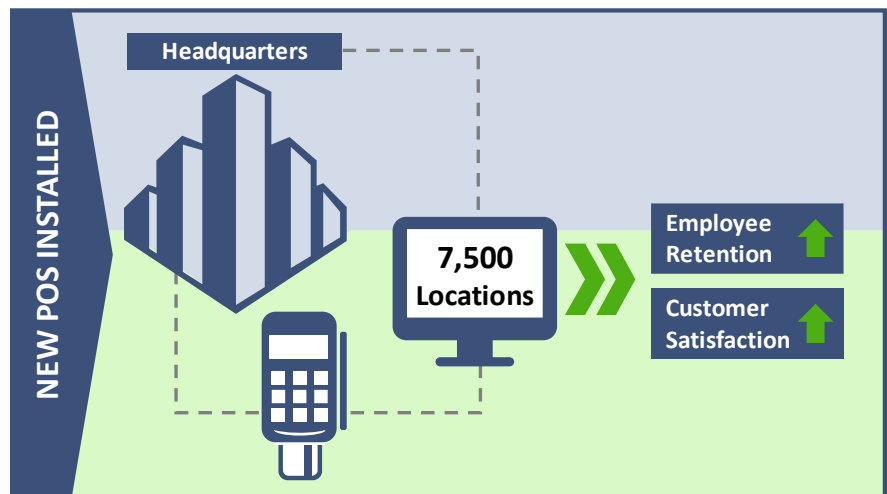 NEW POS INSTALLED
Headquarters
7,500
Locations
Employee
Retention
Customer
Satisfaction